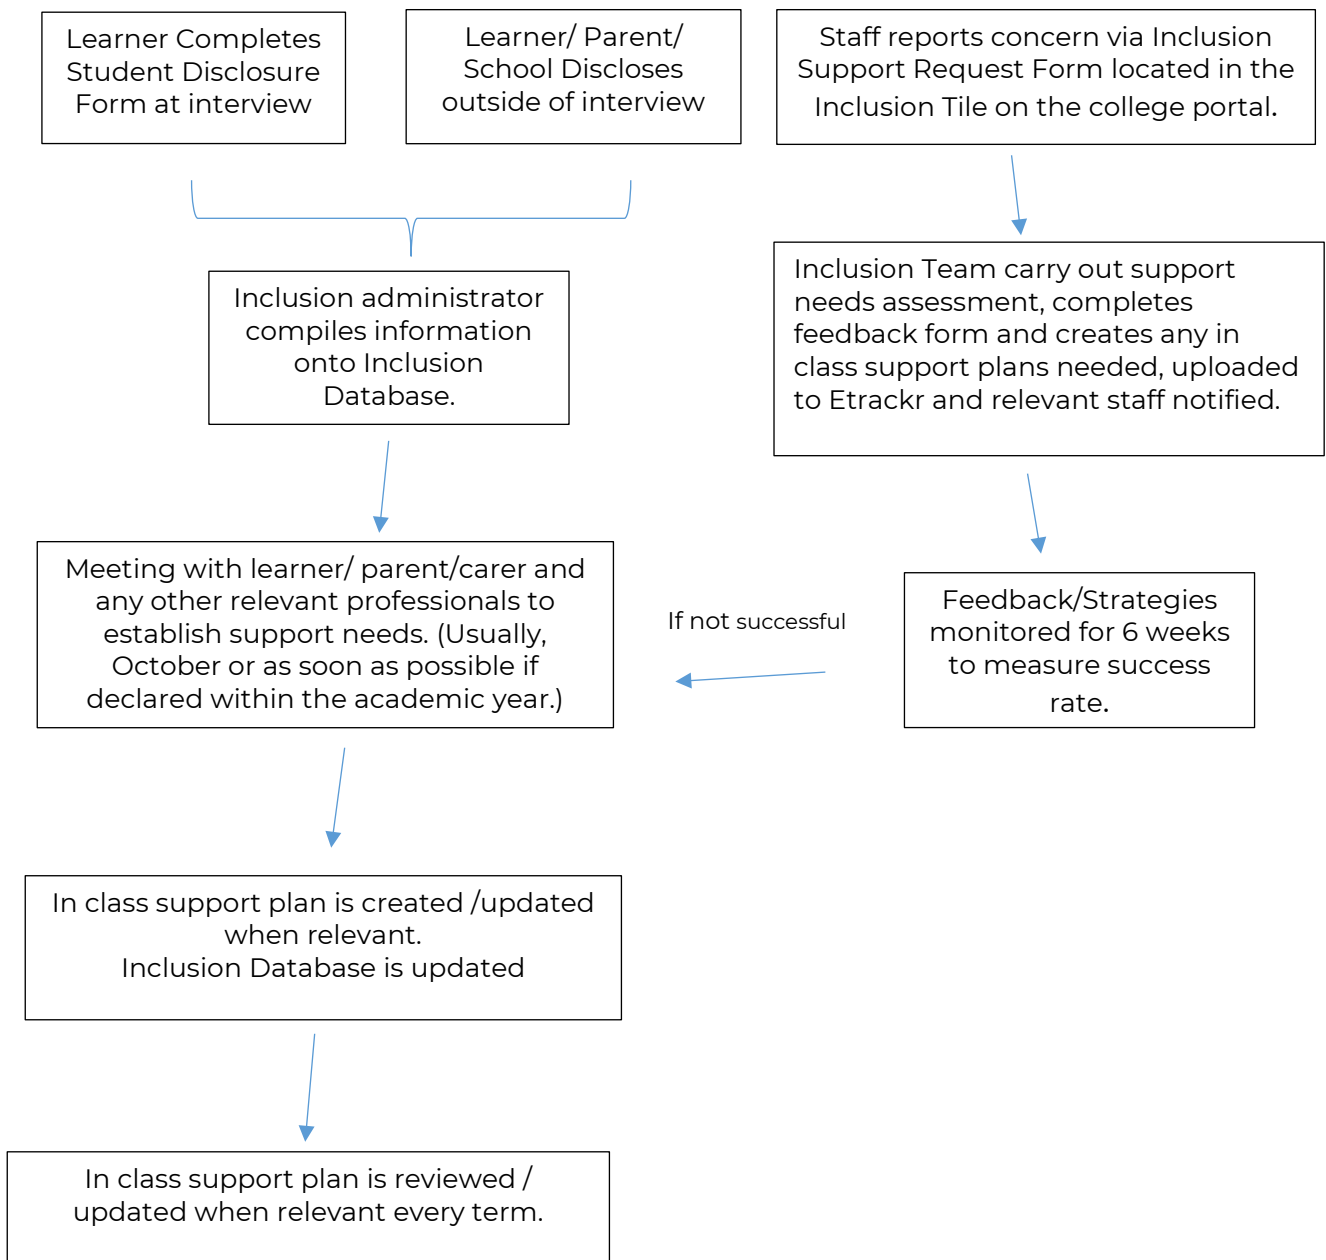 Learner Completes
Student Disclosure
Form at interview
Learner/ Parent/
School Discloses
outside of interview
Staff reports concern via Inclusion
Support Request Form located in the
Inclusion Tile on the college portal.
Inclusion administrator
compiles information
onto Inclusion
Database.
Inclusion Team carry out support
needs assessment, completes
feedback form and creates any in
class support plans needed, uploaded
to Etrackr and relevant staff notified.
Meeting with learner/ parent/carer and
any other relevant professionals to
establish support needs. (Usually,
October or as soon as possible if
declared within the academic year.)
If not successful
Feedback/Strategies
monitored for 6 weeks
to measure success
rate.
In class support plan is created /updated
when relevant.
Inclusion Database is updated
In class support plan is reviewed /
updated when relevant every term.